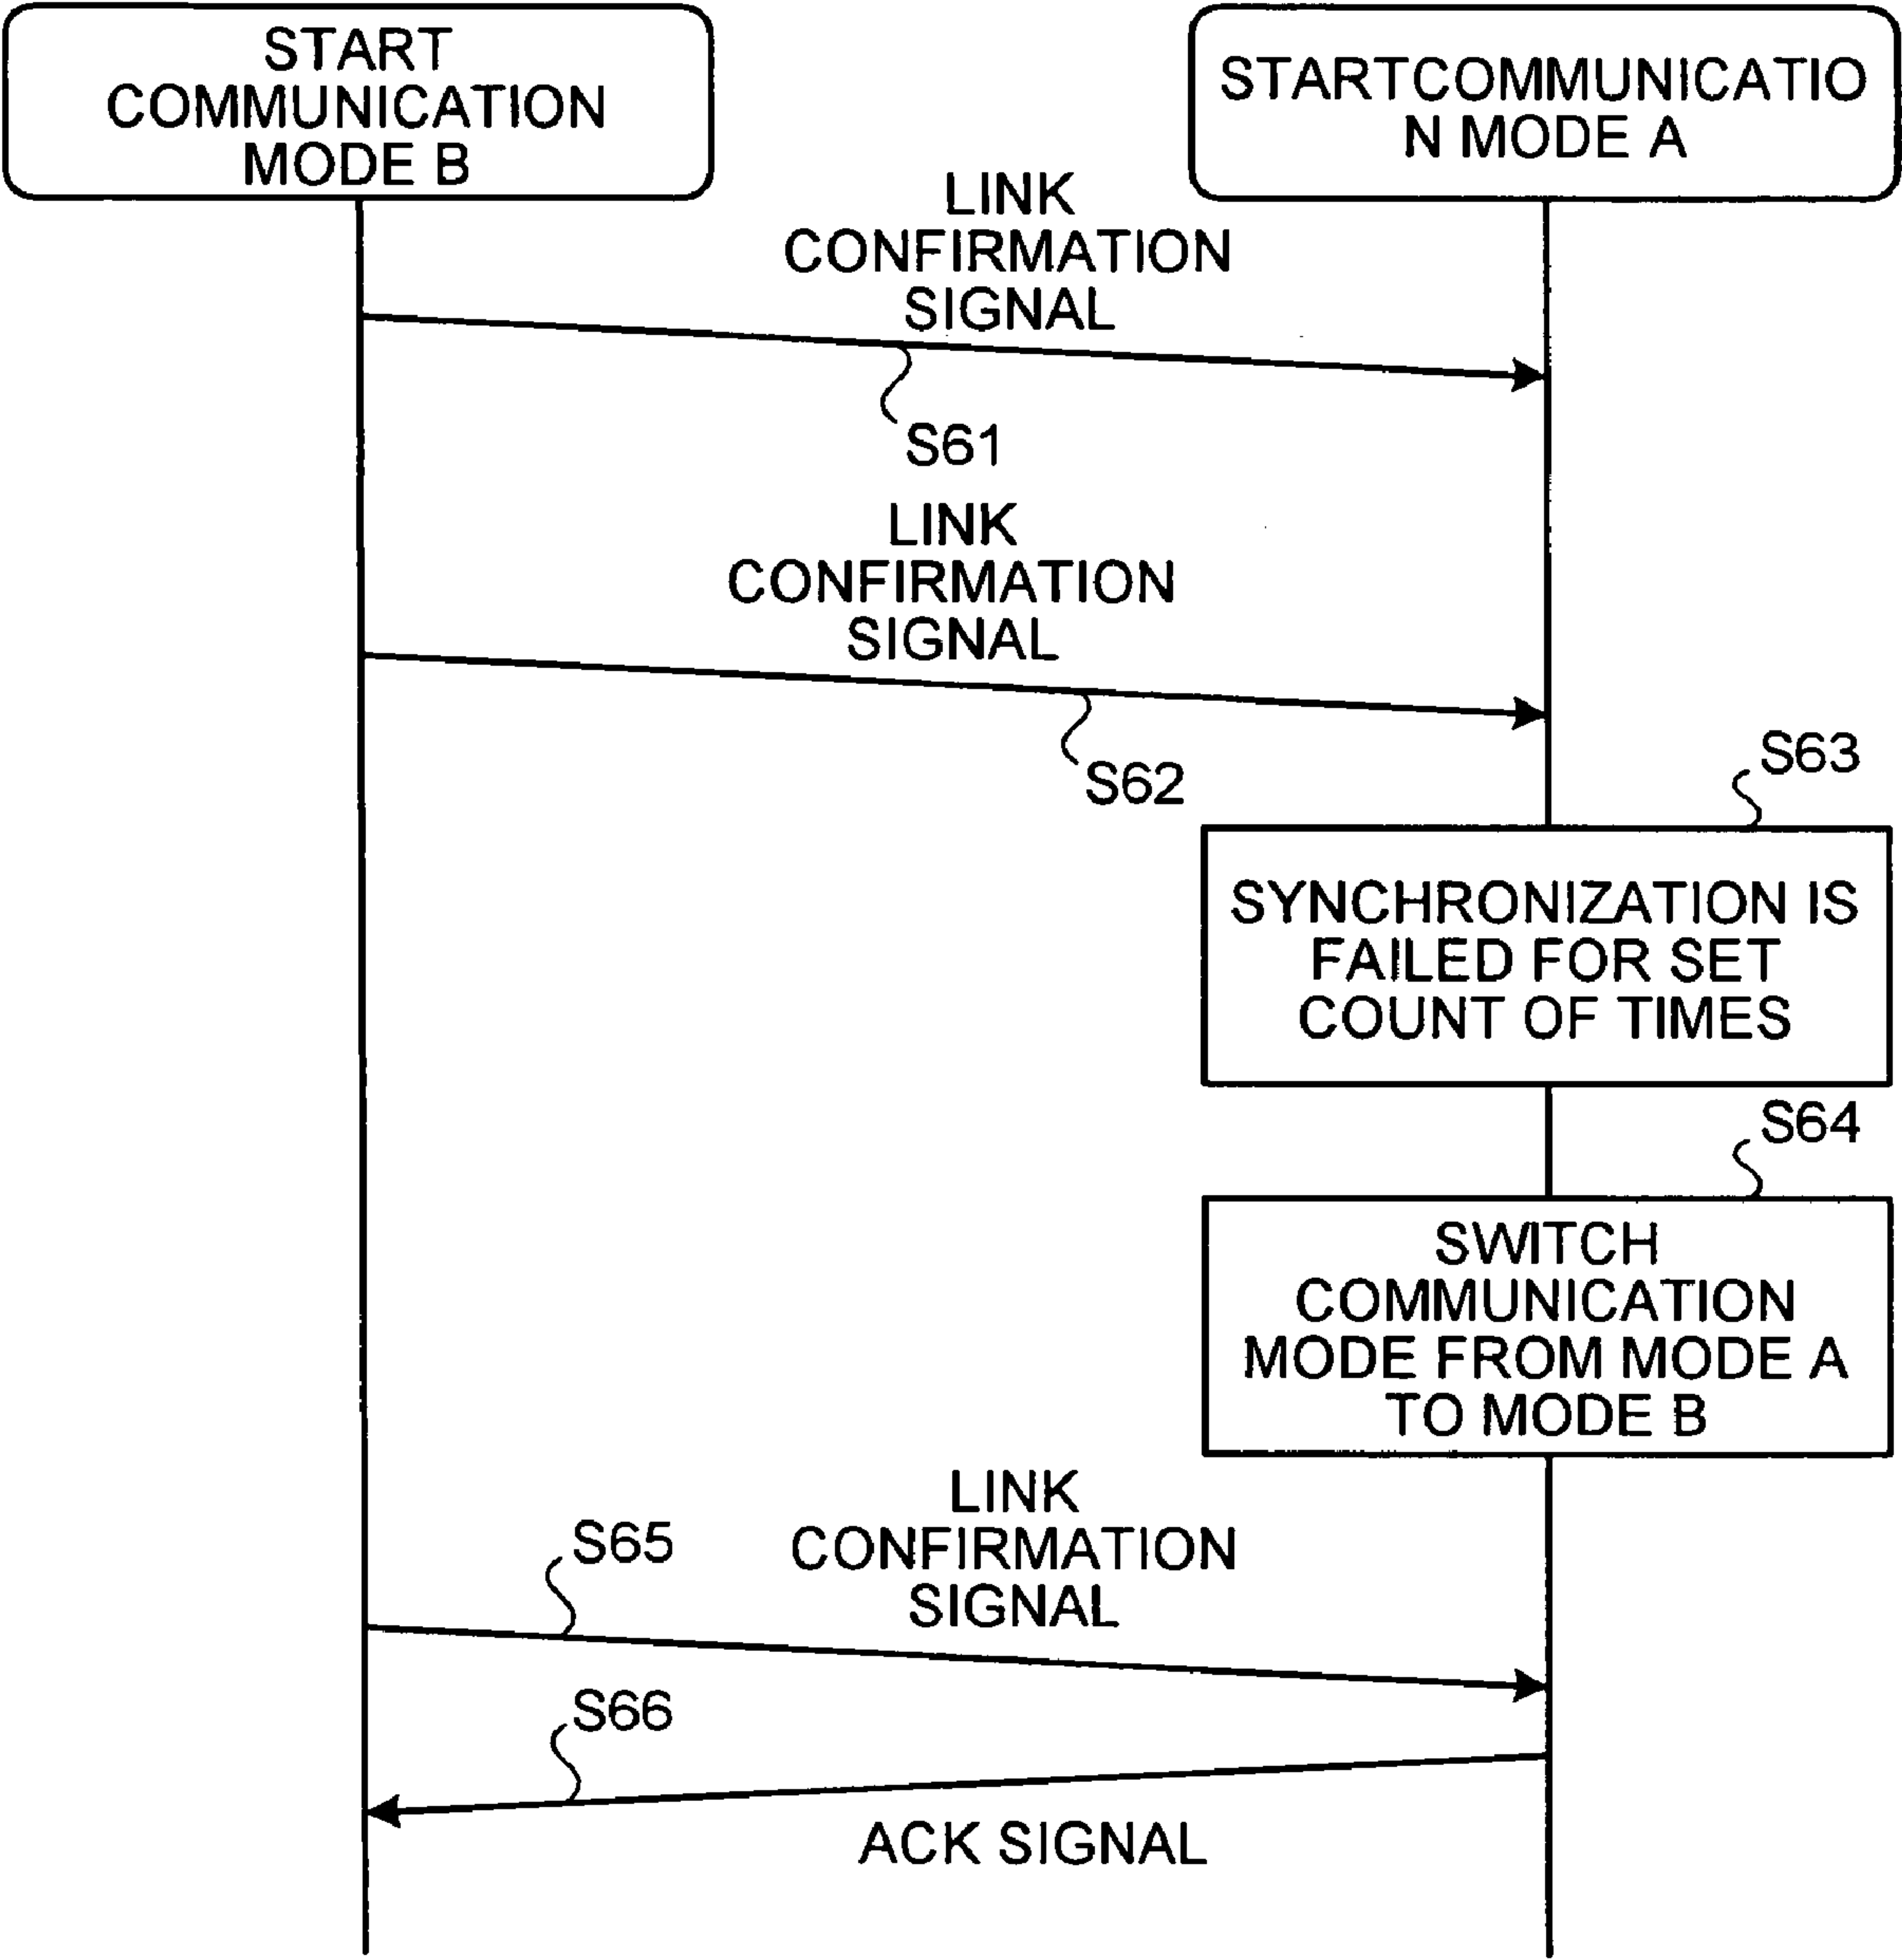 START
COMMUNICATION
MODE B
STARTCOMMUNICATIO
N MODE A
LINK
CONFIRMATION
SIGNAL
S61
LINK
CONFIRMATION
SIGNAL
S62
S63
SYNCHRONIZATION IS
FAILED FOR SET
COUNT OF TIMES
S64
SWITCH
COMMUNICATION
MODE FROM MODE A
TO MODE B
LINK
CONFIRMATION
SIGNAL
S65
S66
ACK SIGNAL